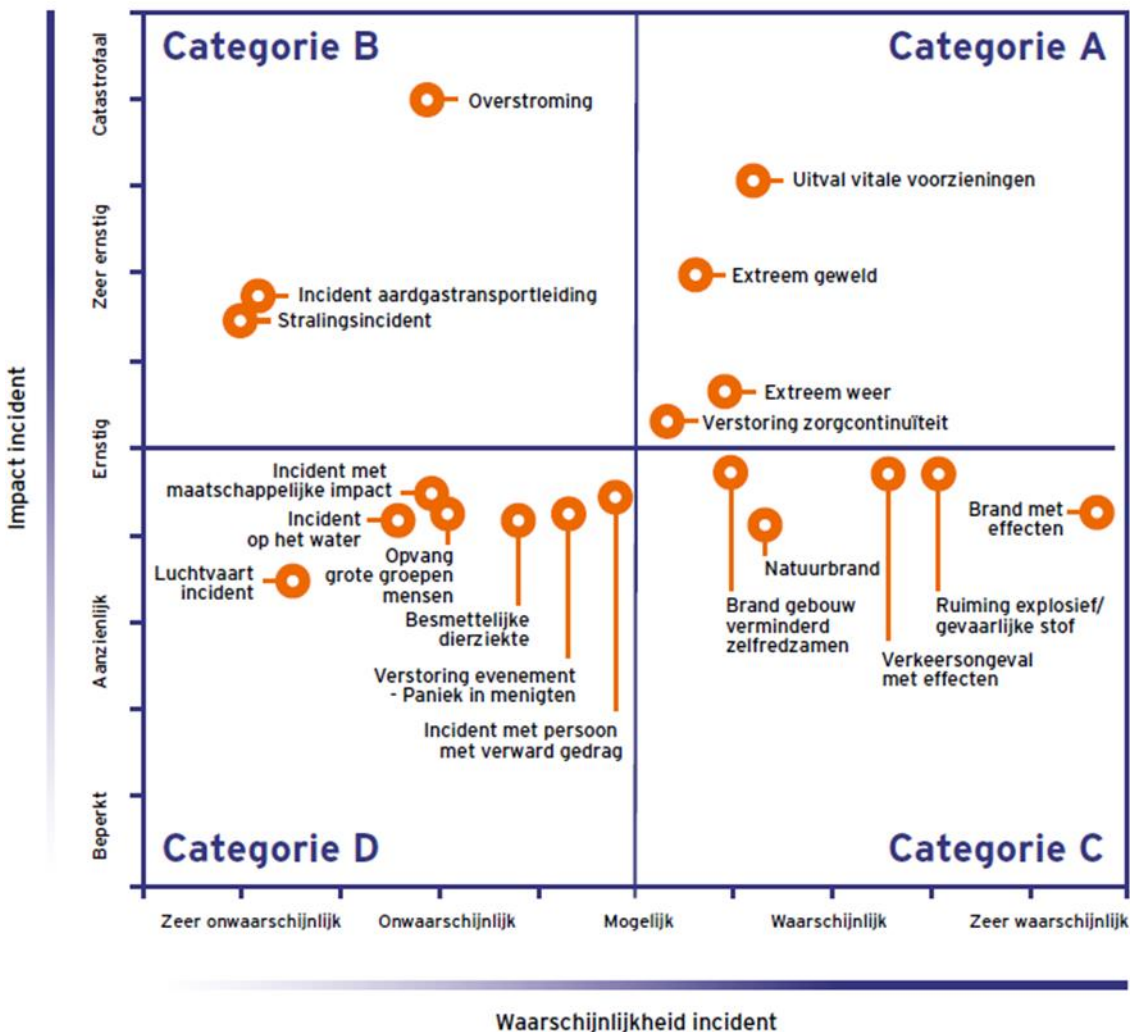 Categorie B
Categorie A
Overstroming
Uitval vitale voorzieningen
Extreem geweld
Incident aardgastransportleiding
Stralingsincident
Extreem weer
Verstoring zorgcontinuïteit
Incident met
maatschappelijke impact
Incident
op het water
Luchtvaart
incident
Opvang
grote groepen
mensen
Besmettelijke
dierziekte
Verstoring evenement
- Paniek in menigten
Incident met persoon
met verward gedrag
Brand met
effecten
Natuurbrand
Brand gebouw
verminderd
zelfredzamen
Ruiming explosief/
gevaarlijke stof
Verkeersongeval
met effecten
Categorie D
Categorie C
Impact incident
Catastrofaal
Zeer ernstig
Ernstig
Aanzienlijk
Beperkt
Zeer onwaarschijnlijk
Onwaarschijnlijk
Mogelijk
Waarschijnlijk
Zeer waarschijnlijk
Waarschijnlijkheid incident